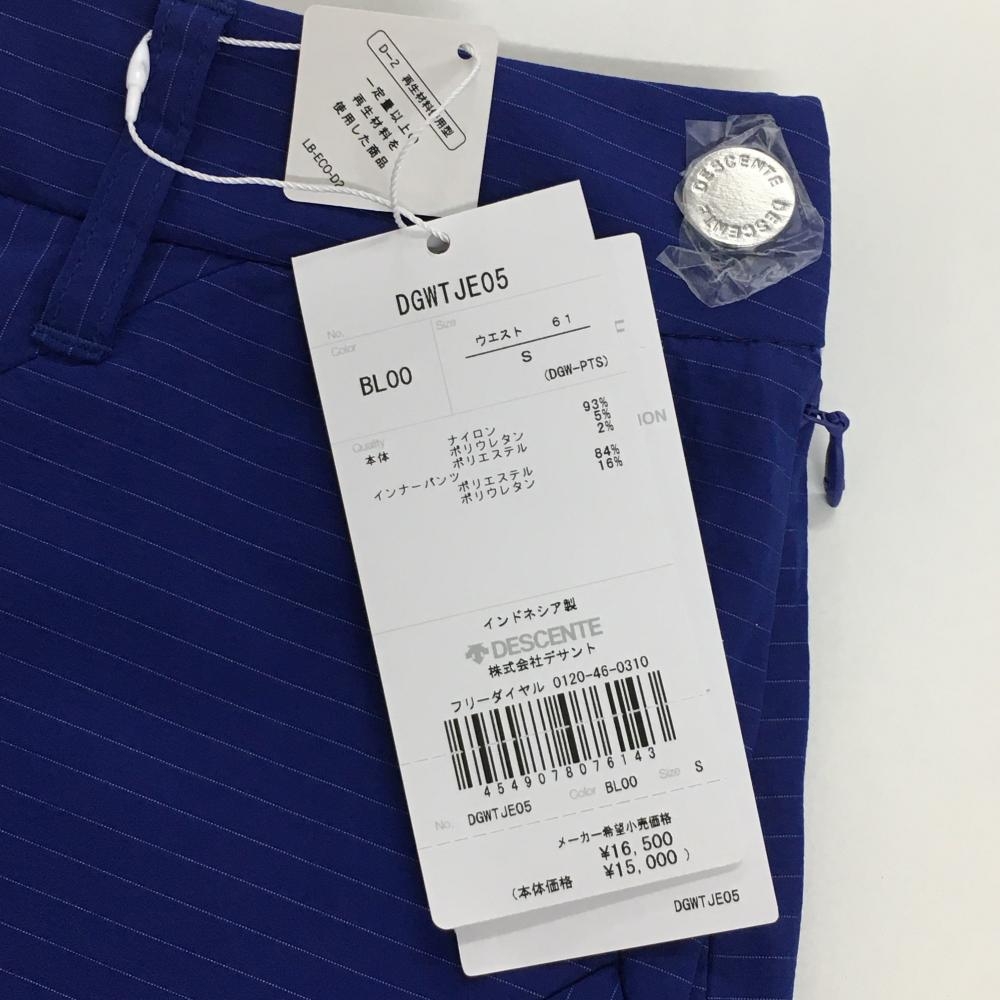 D-2 再生材料使用型
一定量以上の
再生材料を
使用した商品
LB-ECO-D2
DESCENTE DESCENTE
DGWTJE05
No.
Size
Color
ウエスト 61
S
BL00
(DGW-PTS)
Quality
本体 ナイロン 93%
ポリウレタン 5%
ポリエステル 2%
インナーパンツ ポリエステル 84%
ポリウレタン 16%
ION
インドネシア製
DESCENTE
株式会社デサント
フリーダイヤル 0120-46-0310
4549078076143
No. DGWTJE05 Color BL00 Size S
メーカー希望小売価格
¥16,500
(本体価格 ¥15,000)
DGWTJE05